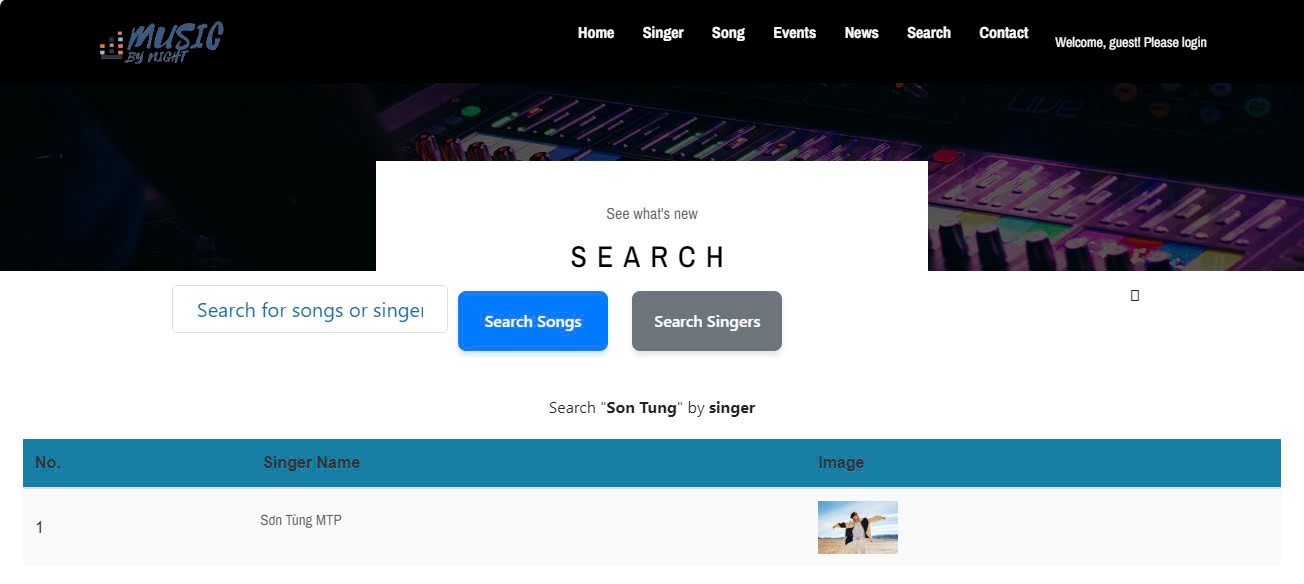 MUSIC
BY NIGHT
Home Singer Song Events News Search Contact Welcome, guest! Please login
LIVE
See what's new
SEARCH
Search for songs or singer
Search Songs Search Singers
Search "Son Tung" by singer
No. Singer Name Image
1 Sơn Tùng MTP